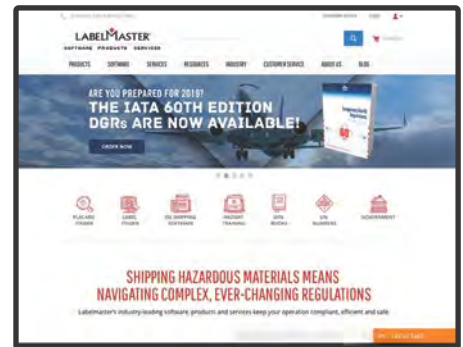 LABELMASTER
SOFTWARE PRODUCTS SERVICES
PRODUCTS SOFTWARE SERVICES RESOURCES INDUSTRY CUSTOMER SERVICE ABOUT US BLOG
ARE YOU PREPARED FOR 2019?
THE IATA 60TH EDITION
DGRs ARE NOW AVAILABLE!
ORDER NOW
60
PLACARD FINDER
LABEL FINDER
DG SHIPPING SOFTWARE
HAZMAT TRAINING
CFR BOOKS
UN NUMBERS
GOVERNMENT
SHIPPING HAZARDOUS MATERIALS MEANS
NAVIGATING COMPLEX, EVER-CHANGING REGULATIONS
Labelmaster's industry-leading software, products and services keep your operation compliant, efficient and safe.